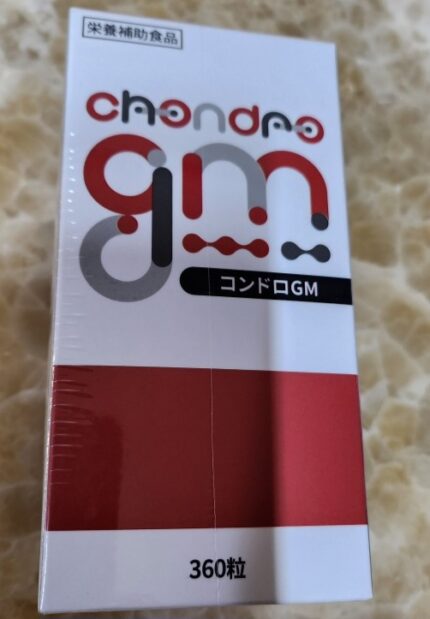 栄養補助食品
chondro
gm
コンドロGM
360粒